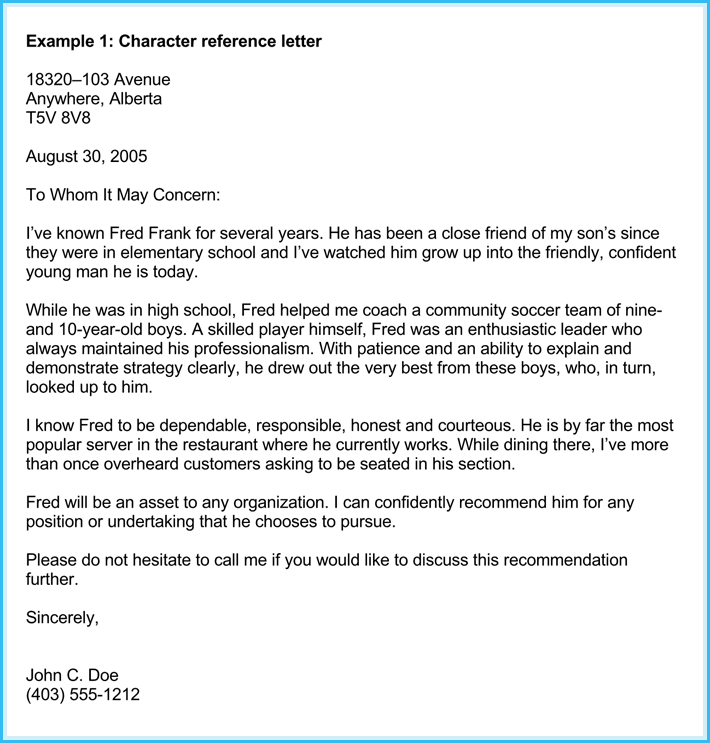 Example 1: Character reference letter
18320–103 Avenue
Anywhere, Alberta
T5V 8V8
August 30, 2005
To Whom It May Concern:
I’ve known Fred Frank for several years. He has been a close friend of my son’s since
they were in elementary school and I’ve watched him grow up into the friendly, confident
young man he is today.
While he was in high school, Fred helped me coach a community soccer team of nine-
and 10-year-old boys. A skilled player himself, Fred was an enthusiastic leader who
always maintained his professionalism. With patience and an ability to explain and
demonstrate strategy clearly, he drew out the very best from these boys, who, in turn,
looked up to him.
I know Fred to be dependable, responsible, honest and courteous. He is by far the most
popular server in the restaurant where he currently works. While dining there, I’ve more
than once overheard customers asking to be seated in his section.
Fred will be an asset to any organization. I can confidently recommend him for any
position or undertaking that he chooses to pursue.
Please do not hesitate to call me if you would like to discuss this recommendation
further.
Sincerely,
John C. Doe
(403) 555-1212